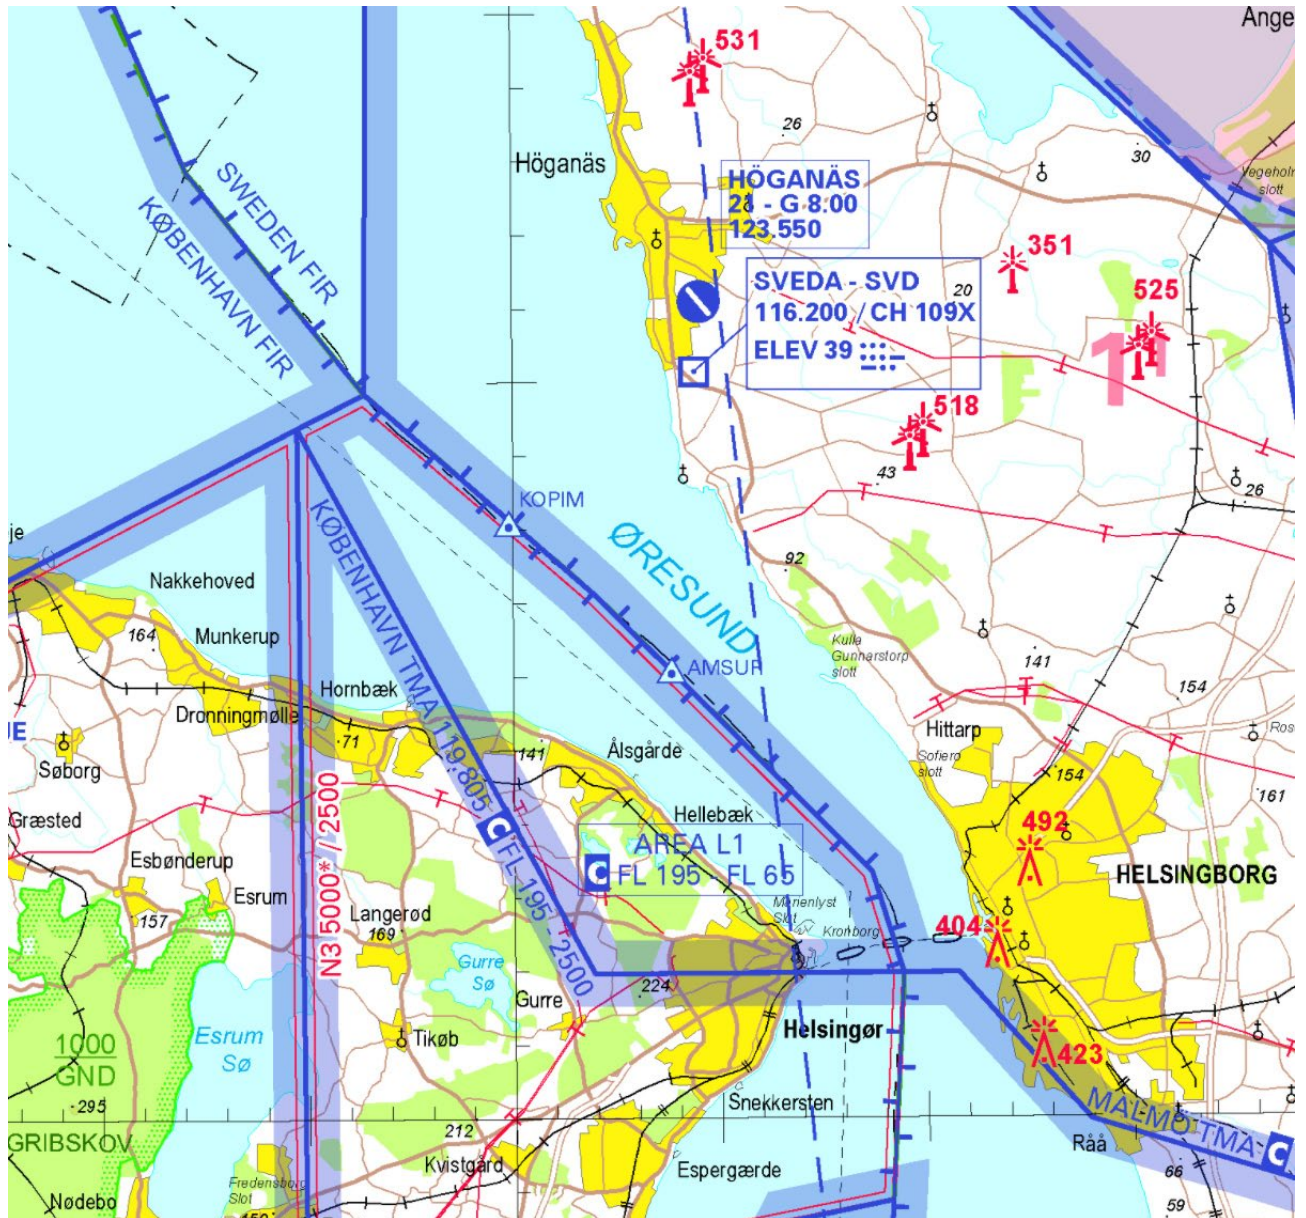 Ange
531
26
30
Höganäs
HÖGANÄS
21 - G 8.00
123.550
Vegeholm
slott
SWEDEN FIR
KØBENHAVN FIR
351
SVEDA - SVD
116.200 / CH 109X
ELEV 39
20
525
11
518
43
26
KOPIM
ØRESUND
je
92
Nakkehoved
164
Munkerup
KØBENHAVN TMA 119.805 C FL 195 - 2500
Kulla
Gunnarstorp
slott
141
154
AMSUR
Hornbæk
Dronningmølle
71
JE
Søborg
141
Ålsgårde
Hittarp
Sofiero
slott
Ros
154
161
Græsted
N3 5000* / 2500
Hellebæk
492
AREA L1
C FL 195 - FL 65
Esbønderup
Esrum
HELSINGBORG
157
Langerød
169
Marienlyst
Slot
Kronborg
404
Gurre
Sø
224
Gurre
Esrum
Sø
Tikøb
Helsingør
423
1000
GND
295
Snekkersten
MALMÖ TMA C
GRIBSKOV
212
Kvistgård
Råå
Espergærde
66
Fredensborg
Slot
Nødebo
59